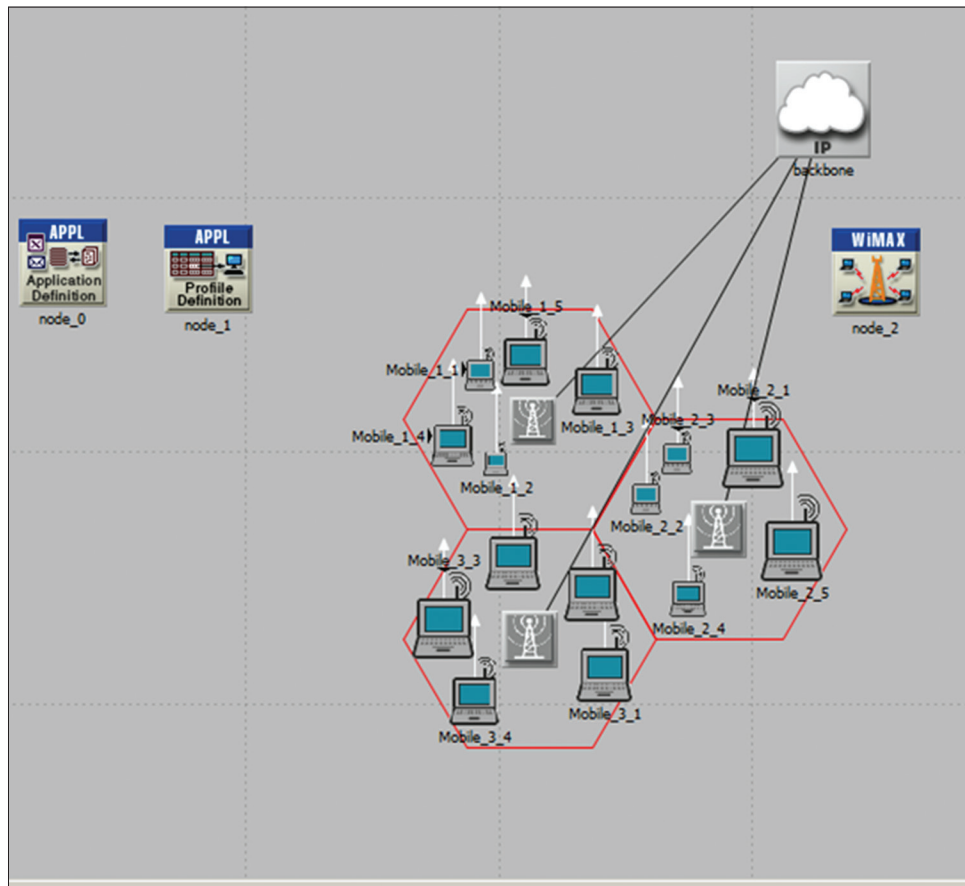 IP
backbone
APPL
Application
Definition
node_0
APPL
Profile
Definition
node_1
WiMAX
node_2
Mobile_1_5
Mobile_1_1
Mobile_2_1
Mobile_2_3
Mobile_1_3
Mobile_1_4
Mobile_1_2
Mobile_2_2
Mobile_3_3
Mobile_2_5
Mobile_2_4
Mobile_3_1
Mobile_3_4